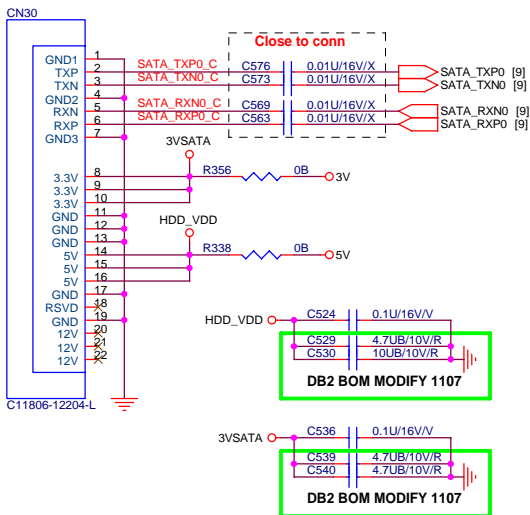 CN30
Close to conn
GND1 1
TXP 2 SATA_TXP0_C C576 0.01U/16V/X SATA_TXP0 [9]
TXN 3 SATA_TXN0_C C573 0.01U/16V/X SATA_TXN0 [9]
GND2 4
RXN 5 SATA_RXN0_C C569 0.01U/16V/X SATA_RXN0 [9]
RXP 6 SATA_RXP0_C C563 0.01U/16V/X SATA_RXP0 [9]
GND3 7
3VSATA
3.3V 8 R356 0B 3V
3.3V 9
3.3V 10
GND 11
GND 12 HDD_VDD
GND 13
5V 14 R338 0B 5V
5V 15
5V 16
GND 17
RSVD 18
GND 19
12V 20
12V 21
12V 22
C11806-12204-L
C524 0.1U/16V/V
HDD_VDD
C529 4.7UB/10V/R
C530 10UB/10V/R
DB2 BOM MODIFY 1107
C536 0.1U/16V/V
3VSATA
C539 4.7UB/10V/R
C540 4.7UB/10V/R
DB2 BOM MODIFY 1107